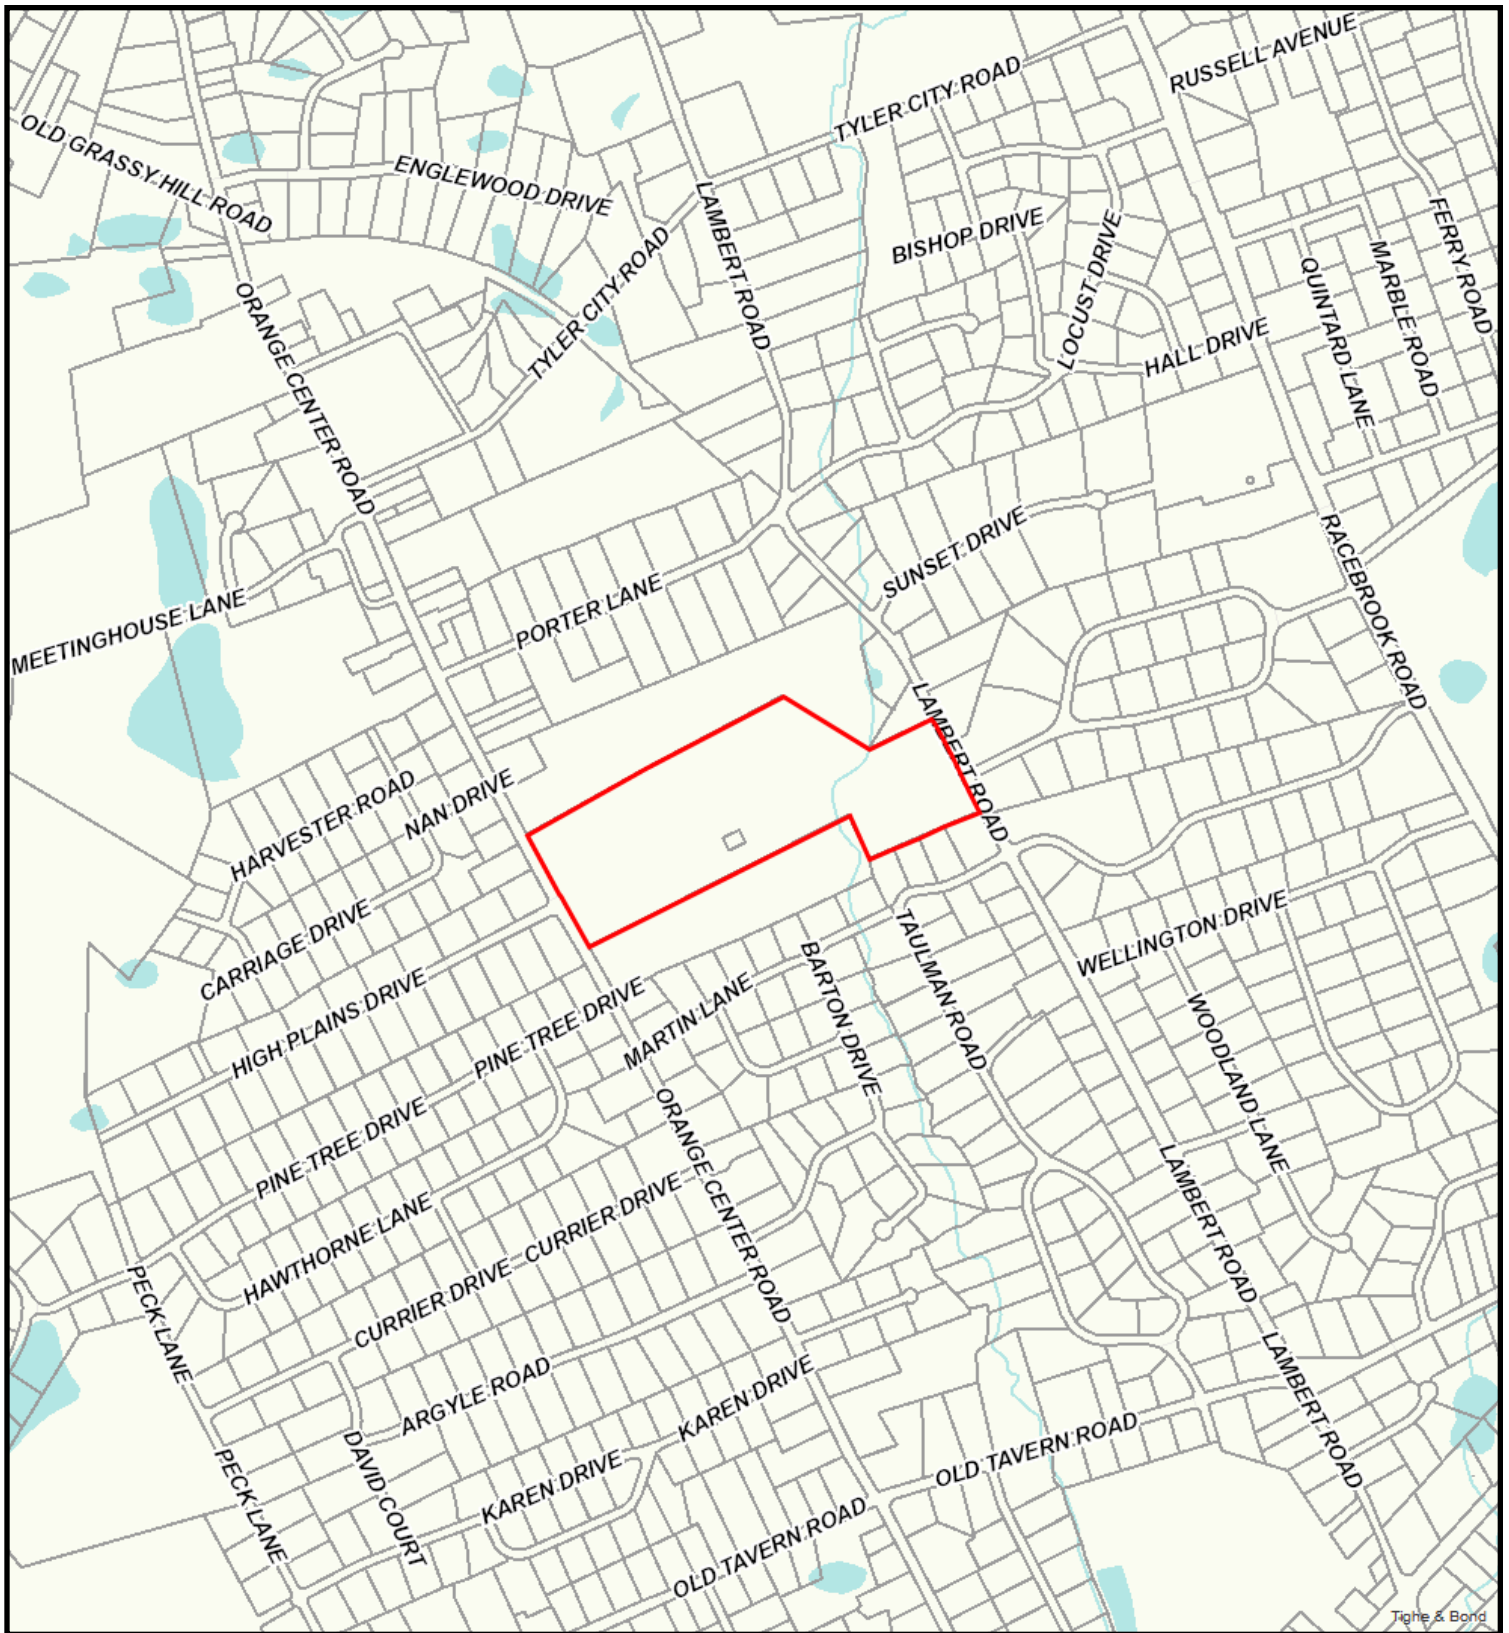 RUSSELL AVENUE
TYLER CITY ROAD
OLD GRASSY HILL ROAD
ENGLEWOOD DRIVE
LAMBERT ROAD
BISHOP DRIVE
LOCUST DRIVE
FERRY ROAD
MARBLE ROAD
QUINTARD LANE
TYLER CITY ROAD
ORANGE CENTER ROAD
HALL DRIVE
SUNSET DRIVE
RACEBROOK ROAD
PORTER LANE
MEETINGHOUSE LANE
LAMBERT ROAD
HARVESTER ROAD
NAN DRIVE
CARRIAGE DRIVE
WELLINGTON DRIVE
TAULMAN ROAD
BARTON DRIVE
HIGH PLAINS DRIVE
PINE TREE DRIVE
MARTIN LANE
WOODLAND LANE
PINE TREE DRIVE
ORANGE CENTER ROAD
HAWTHORNE LANE
CURRIER DRIVE
CURRIER DRIVE
LAMBERT ROAD
PECK LANE
ARGYLE ROAD
KAREN DRIVE
LAMBERT ROAD
OLD TAVERN ROAD
DAVID COURT
PECK LANE
KAREN DRIVE
OLD TAVERN ROAD
Tighe & Bond